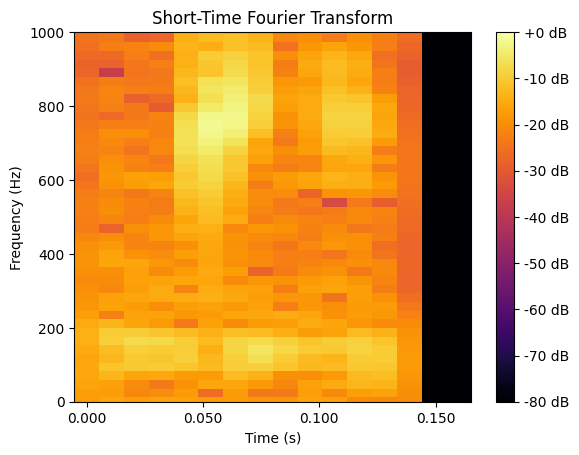 Short-Time Fourier Transform
1000
800
600
400
200
0
Frequency (Hz)
0.000
0.050
0.100
0.150
Time (s)
+0 dB
-10 dB
-20 dB
-30 dB
-40 dB
-50 dB
-60 dB
-70 dB
-80 dB